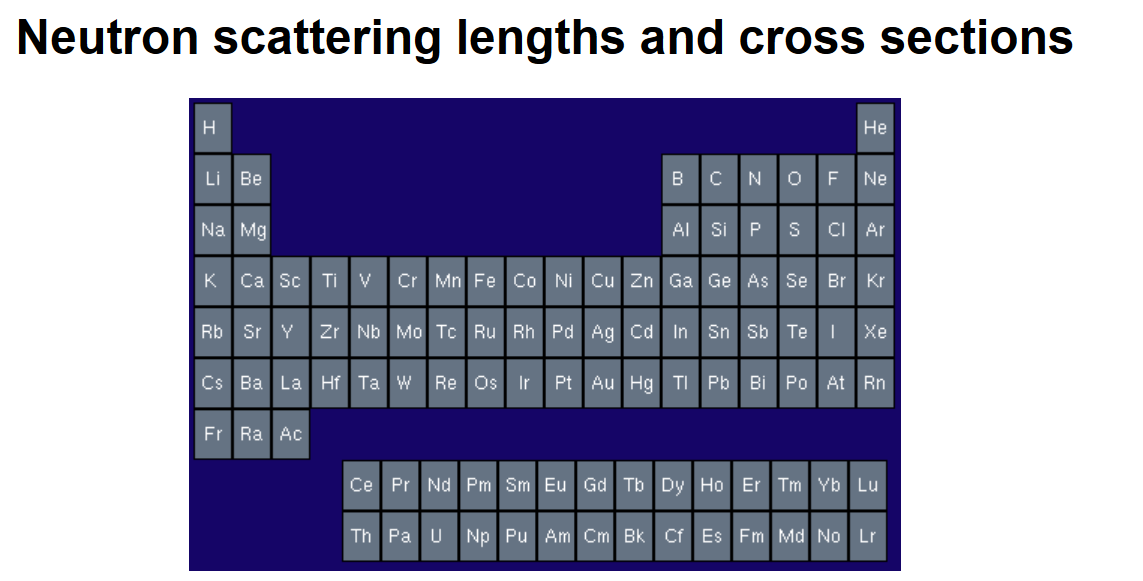 Neutron scattering lengths and cross sections
H He
Li Be B C N O F Ne
Na Mg Al Si P S Cl Ar
K Ca Sc Ti V Cr Mn Fe Co Ni Cu Zn Ga Ge As Se Br Kr
Rb Sr Y Zr Nb Mo Tc Ru Rh Pd Ag Cd In Sn Sb Te I Xe
Cs Ba La Hf Ta W Re Os Ir Pt Au Hg Tl Pb Bi Po At Rn
Fr Ra Ac
Ce Pr Nd Pm Sm Eu Gd Tb Dy Ho Er Tm Yb Lu
Th Pa U Np Pu Am Cm Bk Cf Es Fm Md No Lr